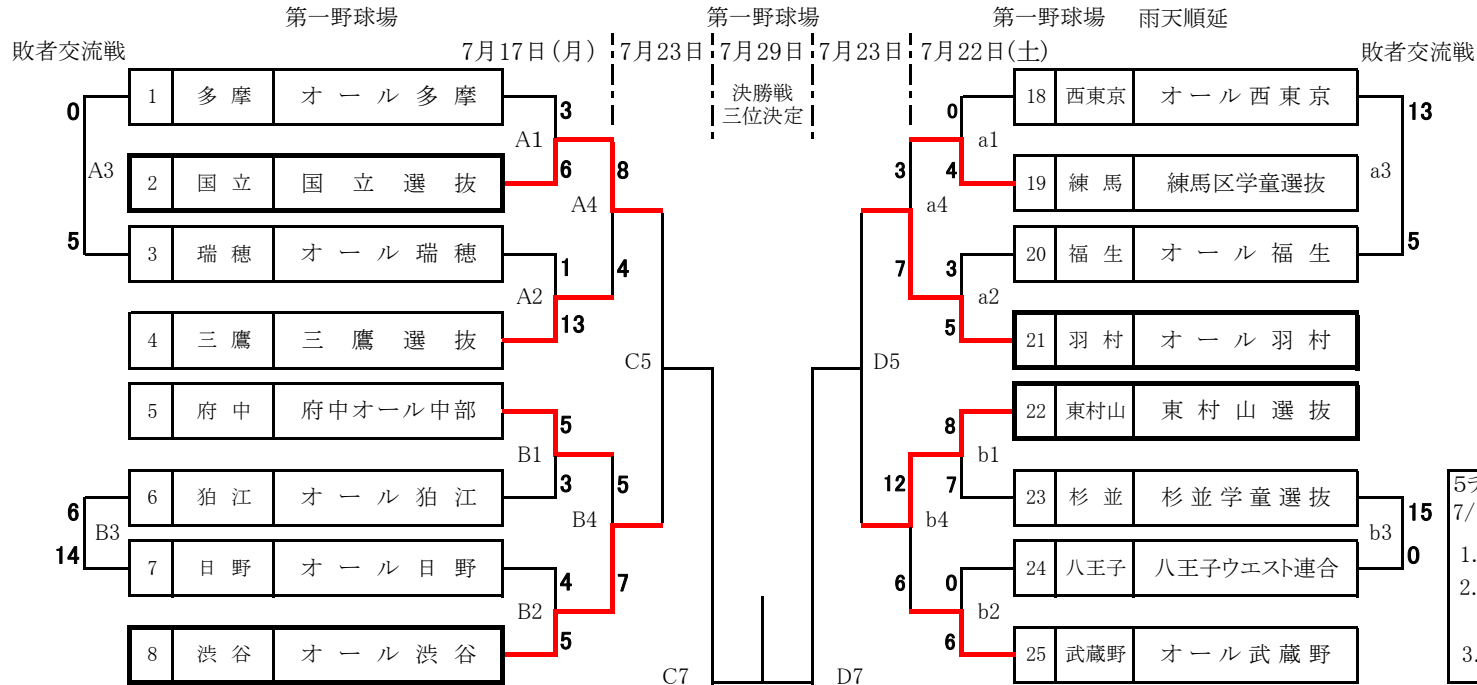 第一野球場 第一野球場 第一野球場 雨天順延
敗者交流戦 7月17日(月) 7月23日 7月29日 7月23日 7月22日(土) 敗者交流戦
決勝戦
三位決定
0 1 多摩 オール多摩 3 0 18 西東京 オール西東京 13
A1 a1
A3 a3
2 国立 国立選抜 6 8 3 4 19 練馬 練馬区学童選抜
A4 a4
5 3 瑞穂 オール瑞穂 1 4 7 3 20 福生 オール福生 5
A2 a2
4 三鷹 三鷹選抜 13 5 21 羽村 オール羽村
C5 D5
5 府中 府中オール中部 5 8 22 東村山 東村山選抜
B1 b1
6 6 狛江 オール狛江 3 5 12 7 23 杉並 杉並学童選抜 15
B3 B4 b4 b3
14 7 日野 オール日野 4 7 6 0 24 八王子 八王子ウエスト連合 0
B2 b2
8 渋谷 オール渋谷 5 6 25 武蔵野 オール武蔵野
C7 D7
7/
1.
2.
3.